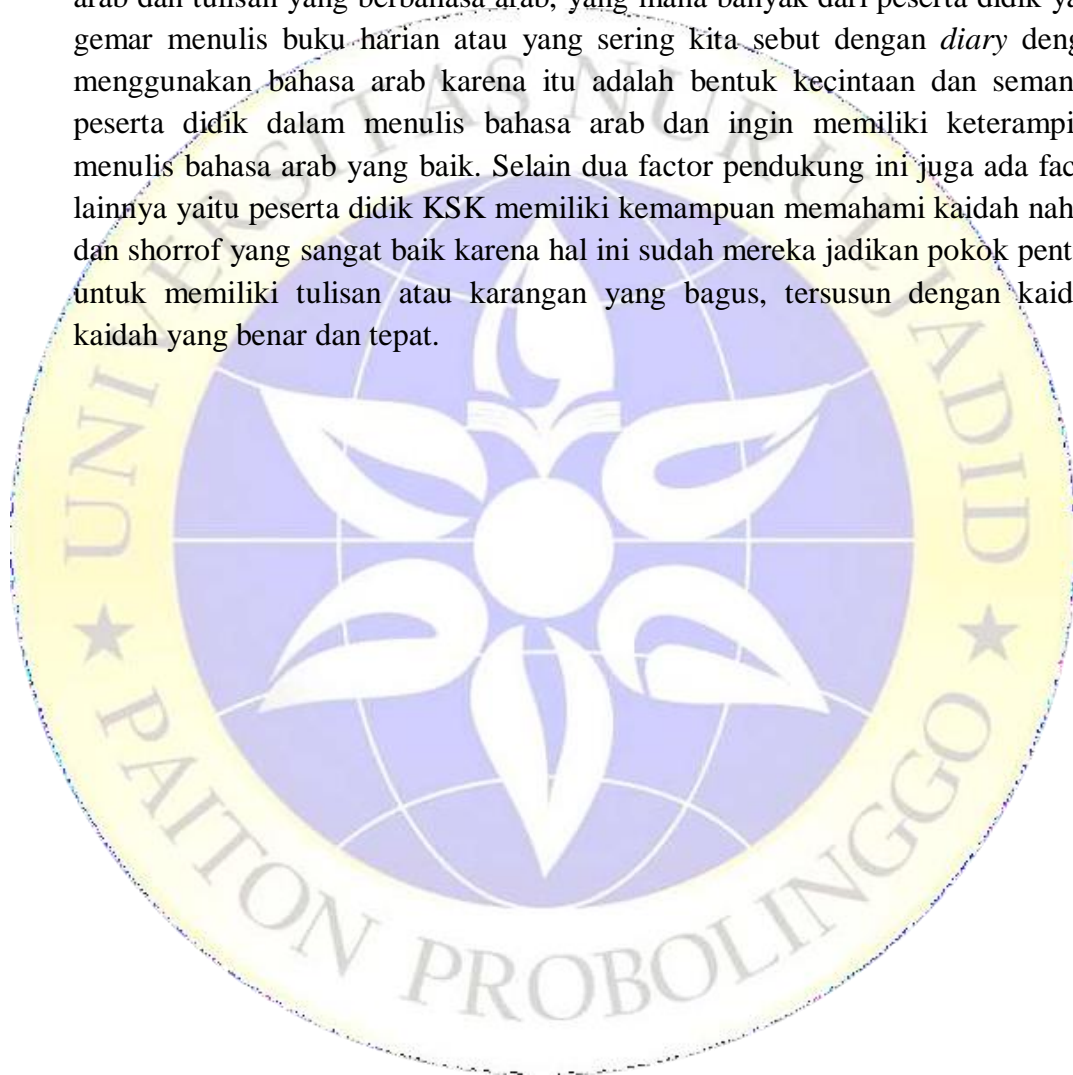 arab dan tulisan yang berbahasa arab, yang mana banyak dari peserta didik ya
gemar menulis buku harian atau yang sering kita sebut dengan diary deng
menggunakan bahasa arab karena itu adalah bentuk kecintaan dan seman
peserta didik dalam menulis bahasa arab dan ingin memiliki keterampi
menulis bahasa arab yang baik. Selain dua factor pendukung ini juga ada fac
lainnya yaitu peserta didik KSK memiliki kemampuan memahami kaidah nah
dan shorrof yang sangat baik karena hal ini sudah mereka jadikan pokok pent
untuk memiliki tulisan atau karangan yang bagus, tersusun dengan kaid
kaidah yang benar dan tepat.
UNIVERSITAS NURUL JADID
PAITON PROBOLINGGO